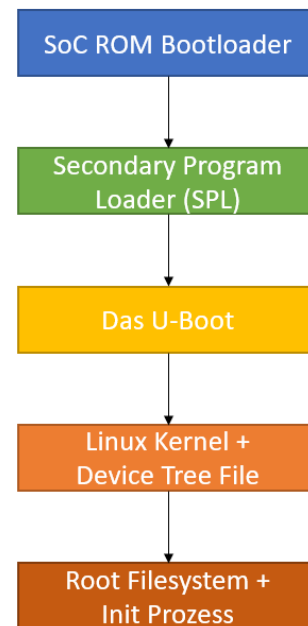 SoC ROM Bootloader
Secondary Program
Loader (SPL)
Das U-Boot
Linux Kernel +
Device Tree File
Root Filesystem +
Init Prozess